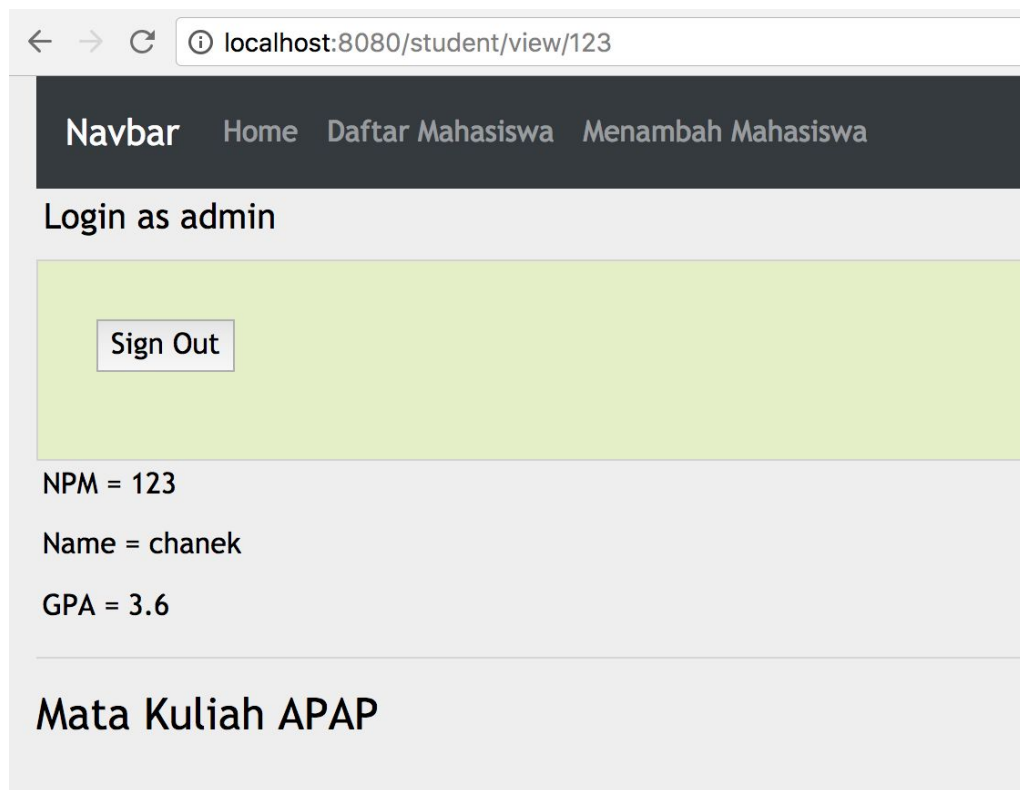 localhost:8080/student/view/123
Navbar Home Daftar Mahasiswa Menambah Mahasiswa
Login as admin
Sign Out
NPM = 123
Name = chanek
GPA = 3.6
Mata Kuliah APAP